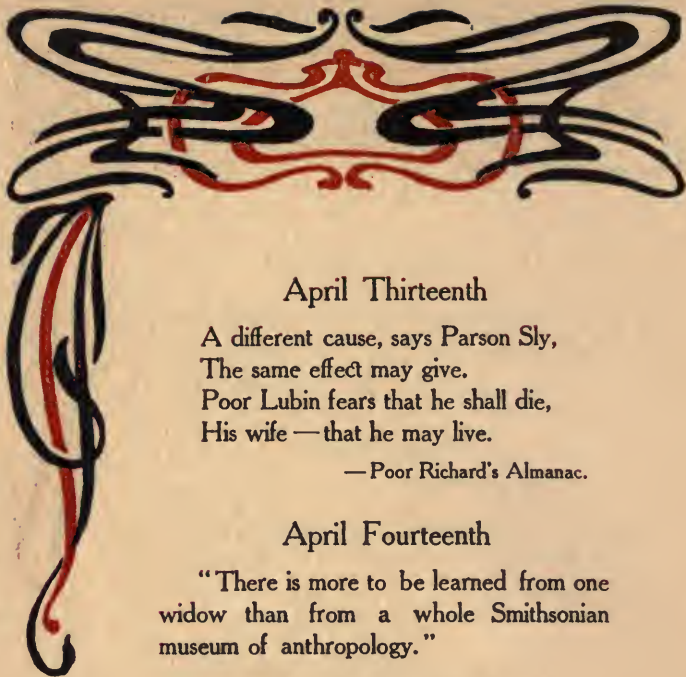 April Thirteenth
A different cause, says Parson Sly,
The same effect may give.
Poor Lubin fears that he shall die,
His wife — that he may live.
— Poor Richard's Almanac.
April Fourteenth
"There is more to be learned from one
widow than from a whole Smithsonian
museum of anthropology."